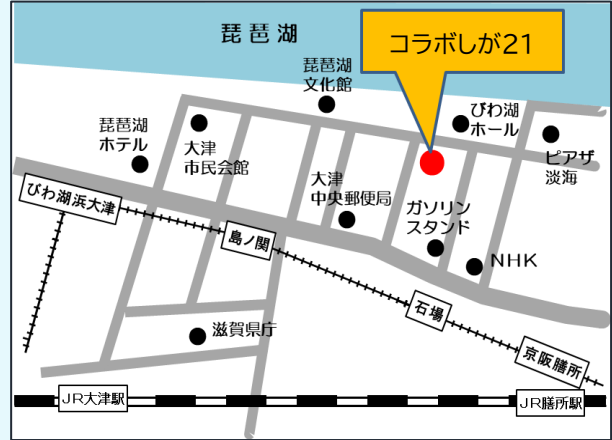 琵琶湖
コラボしが21
琵琶湖
文化館
びわ湖
ホール
琵琶湖
ホテル
大津
市民会館
ピアザ
淡海
大津
中央郵便局
ガソリン
スタンド
びわ湖浜大津
島ノ関
NHK
石場
滋賀県庁
京阪膳所
JR大津駅
JR膳所駅